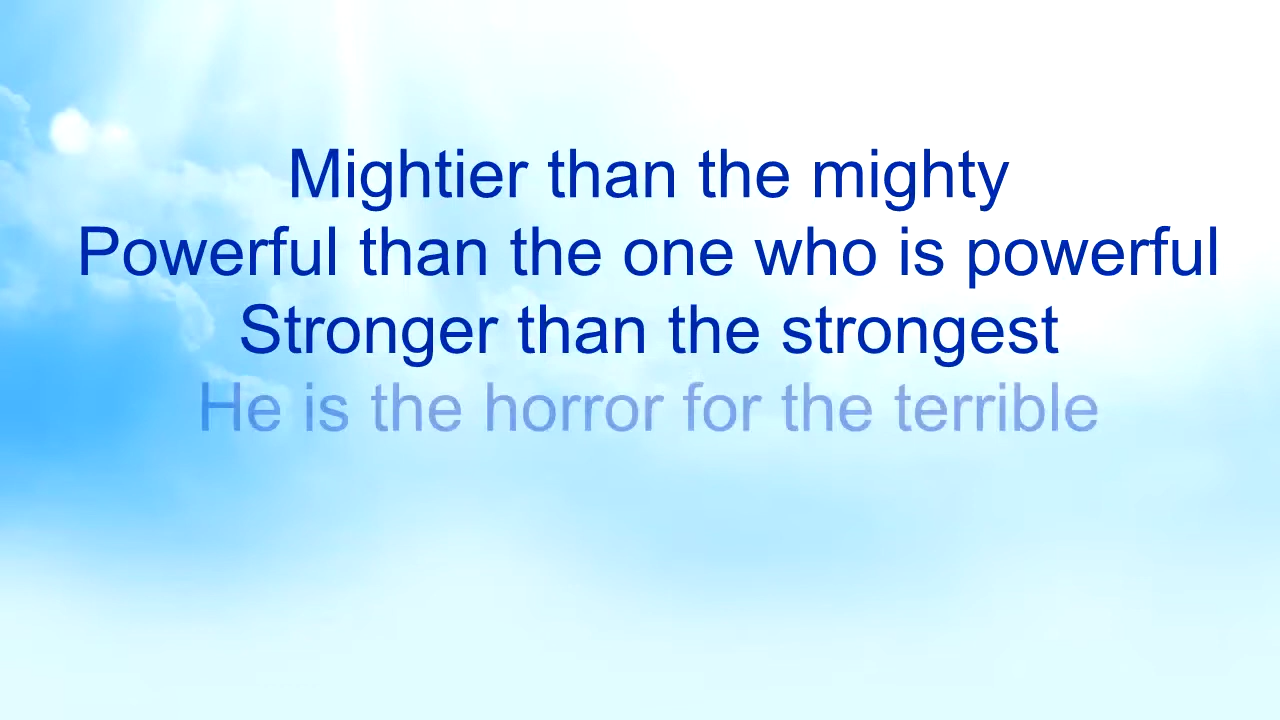 Mightier than the mighty
Powerful than the one who is powerful
Stronger than the strongest
He is the horror for the terrible